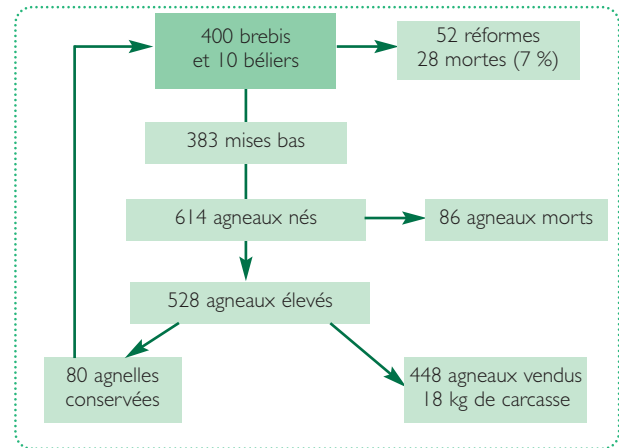 400 brebis
et 10 béliers
52 réformes
28 mortes (7 %)
383 mises bas
614 agneaux nés
86 agneaux morts
528 agneaux élevés
80 agnelles
conservées
448 agneaux vendus
18 kg de carcasse